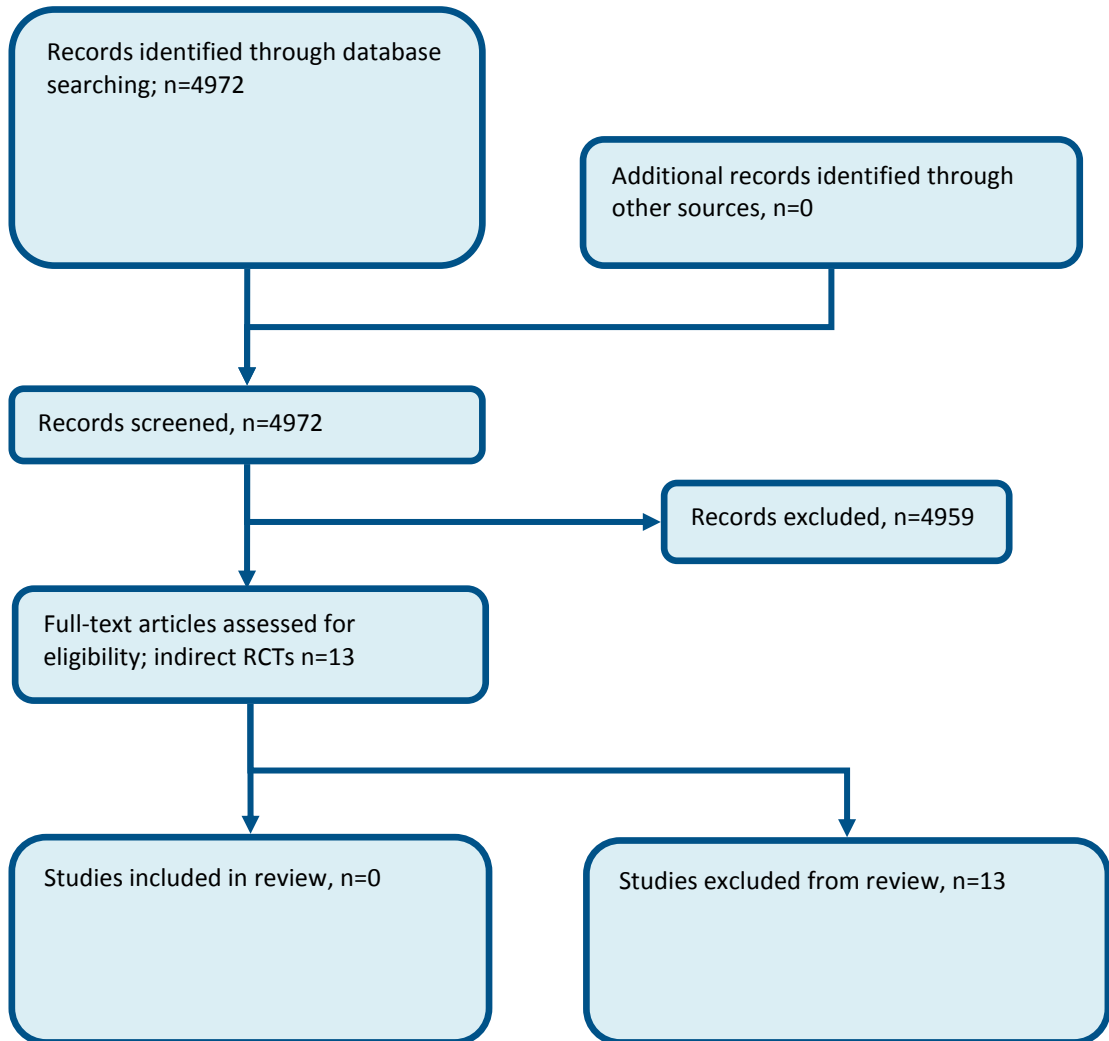 Records identified through database
searching; n=4972
Additional records identified through
other sources, n=0
Records screened, n=4972
Records excluded, n=4959
Full-text articles assessed for
eligibility; indirect RCTs n=13
Studies included in review, n=0
Studies excluded from review, n=13